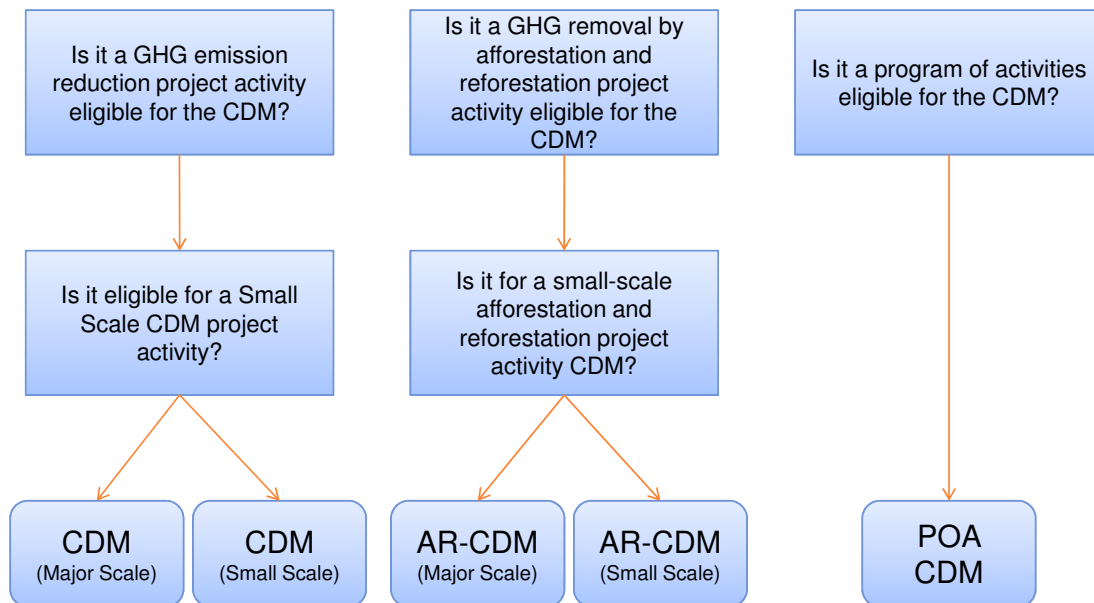 Is it a GHG emission
reduction project activity
eligible for the CDM?
Is it a GHG removal by
afforestation and
reforestation project
activity eligible for the
CDM?
Is it a program of activities
eligible for the CDM?
Is it eligible for a Small
Scale CDM project
activity?
Is it for a small-scale
afforestation and
reforestation project
activity CDM?
CDM
(Major Scale)
CDM
(Small Scale)
AR-CDM
(Major Scale)
AR-CDM
(Small Scale)
POA
CDM